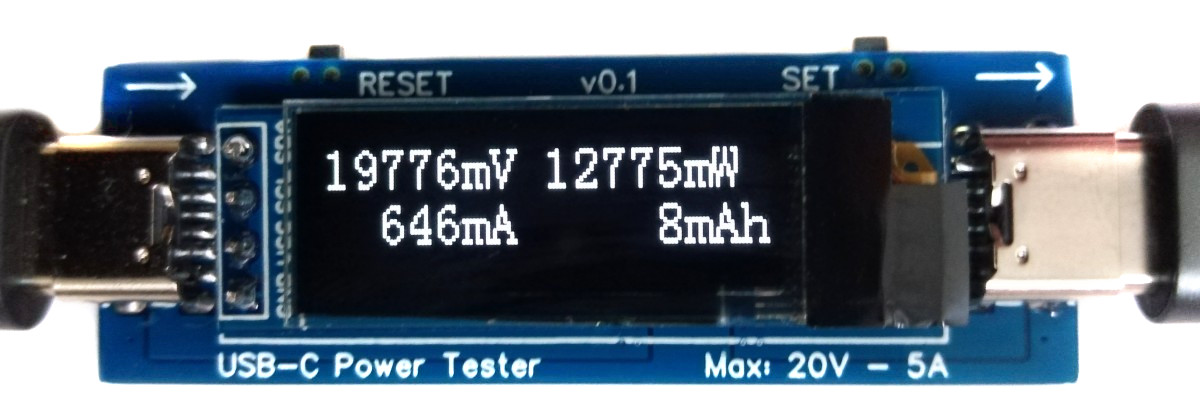 RESET v0.1 SET
19776mV 12775mW
646mA 8mAh
GND VCC SCL SDA
USB-C Power Tester Max: 20V - 5A